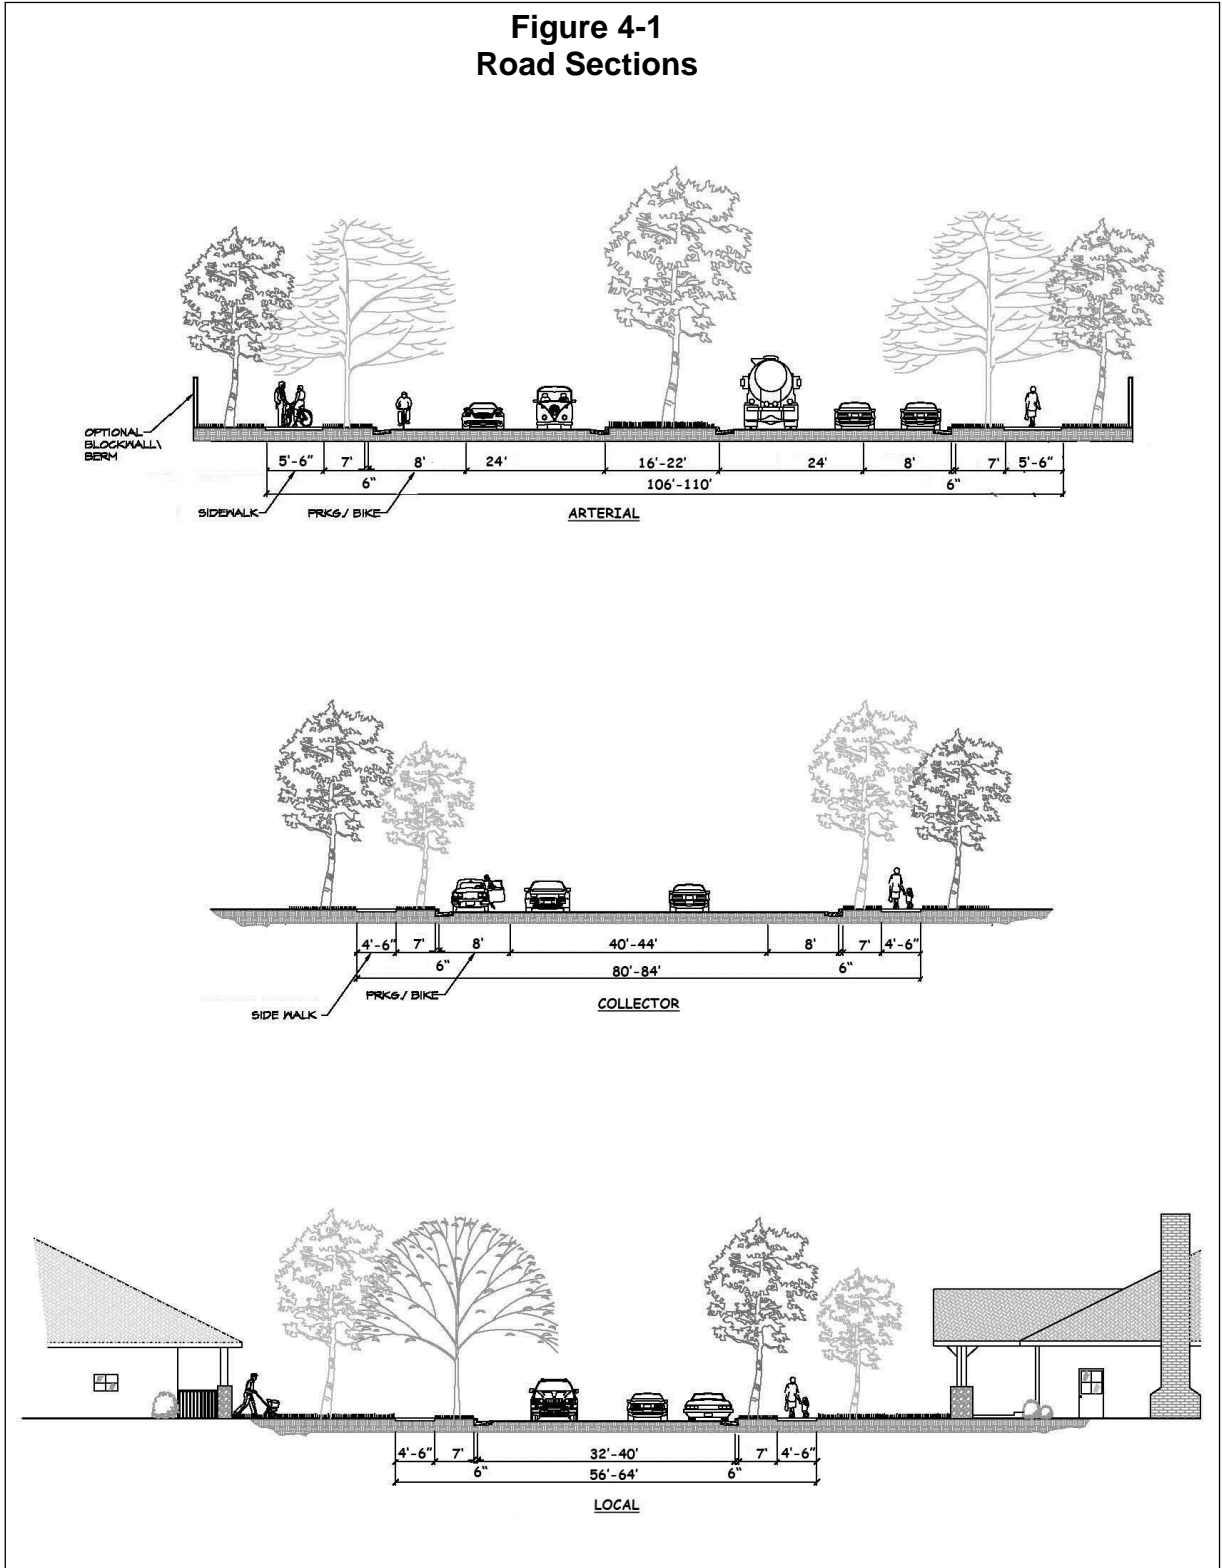 Figure 4-1
Road Sections
OPTIONAL
BLOCKWALL\
BERM
5'-6" 7' 8' 24' 16'-22' 24' 8' 7' 5'-6"
6" 106'-110' 6"
SIDEWALK PRKG./ BIKE ARTERIAL
4'-6" 7' 8' 40'-44' 8' 7' 4'-6"
6" 80'-84' 6"
PRKG./ BIKE COLLECTOR
SIDE WALK
4'-6" 7' 32'-40' 7' 4'-6"
6" 56'-64' 6"
LOCAL